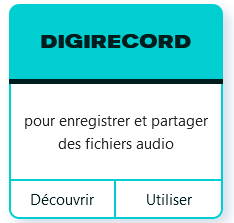 DIGIRECORD
pour enregistrer et partager
des fichiers audio
Découvrir
Utiliser